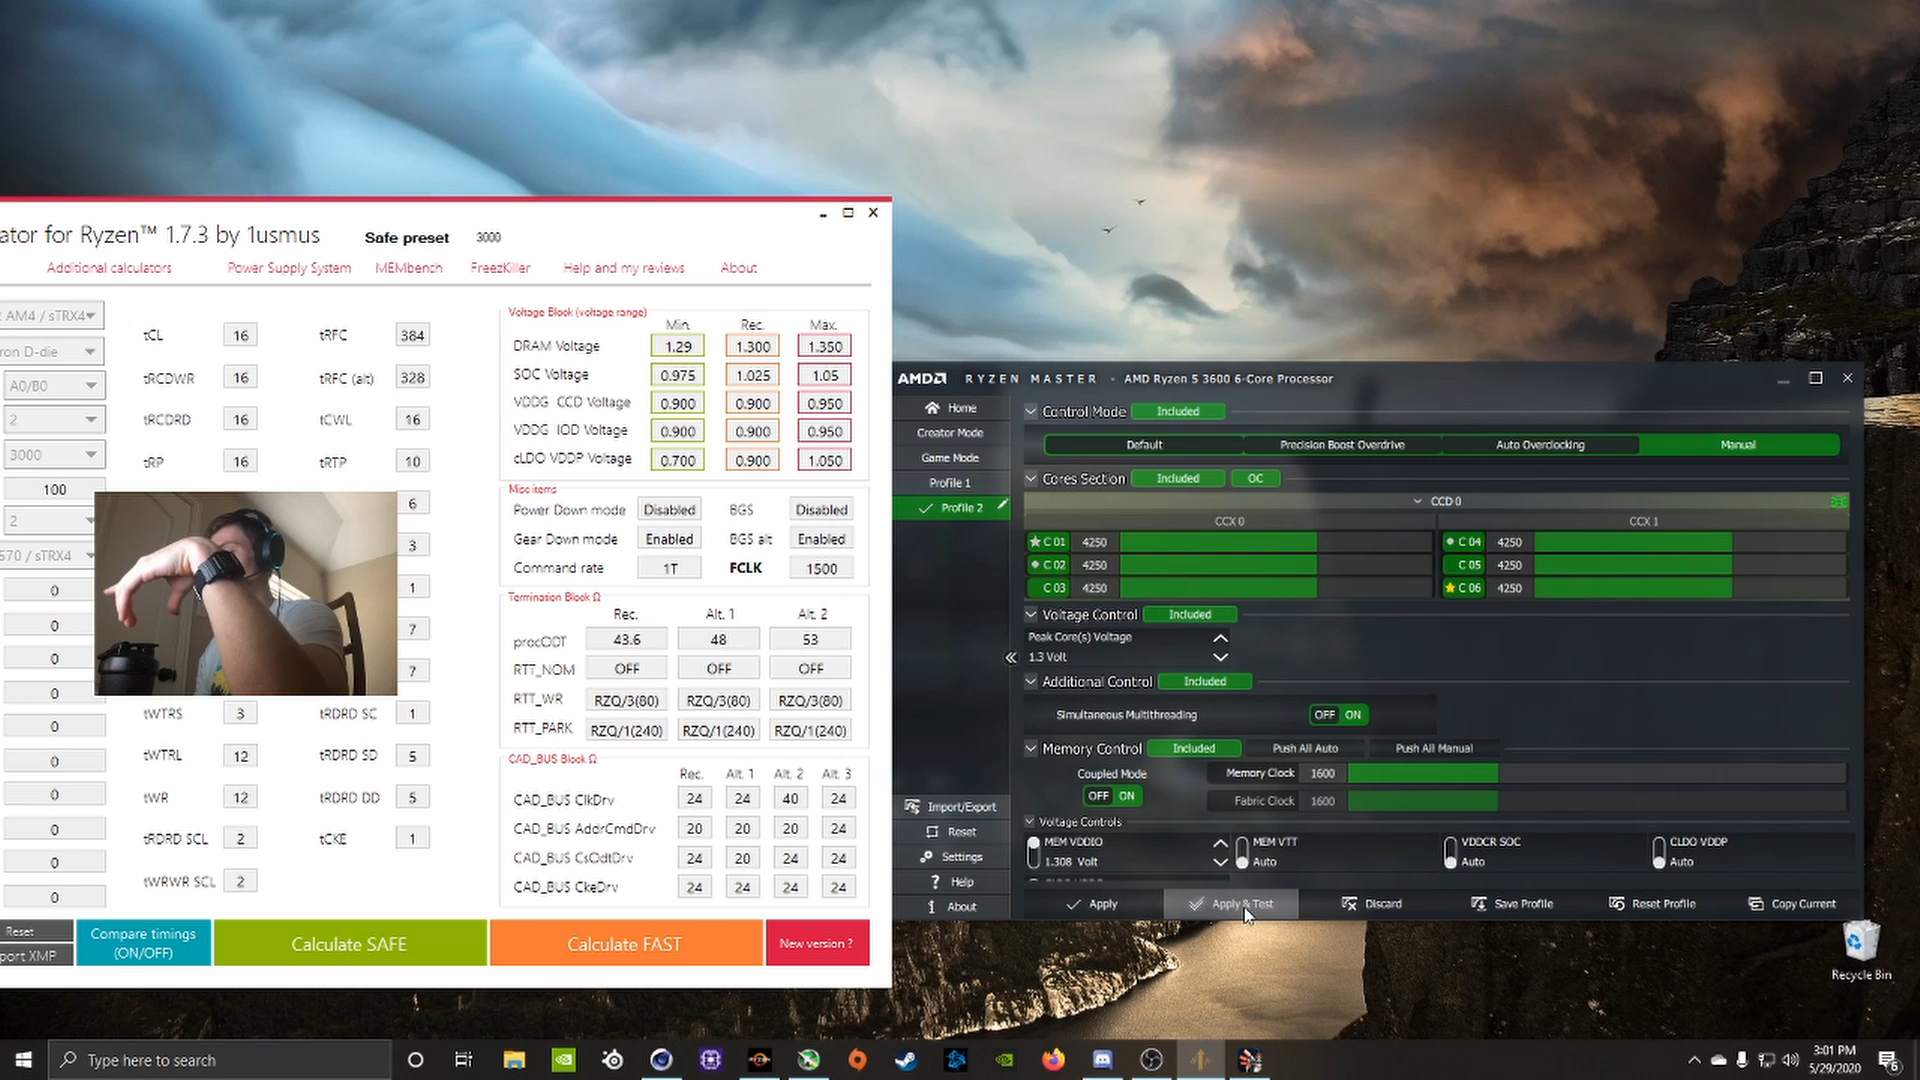 ator for Ryzen™ 1.7.3 by 1usmus Safe preset 3000
Additional calculators Power Supply System MEMbench FreezKiller Help and my reviews About
AM4 / sTRX4
ron D-die
A0/B0
2
3000
100
2
570 / sTRX4
0
0
0
0
0
0
0
0
0
0
Reset
port XMP
tCL 16 tRFC 384
tRCDWR 16 tRFC (alt) 328
tRCDRD 16 tCWL 16
tRP 16 tRTP 10
6
3
1
7
7
tWTRS 3 tRDRD SC 1
tWTRL 12 tRDRD SD 5
tWR 12 tRDRD DD 5
tRDRD SCL 2 tCKE 1
tWRWR SCL 2
Voltage Block (voltage range)
Min. Rec. Max.
DRAM Voltage 1.29 1.300 1.350
SOC Voltage 0.975 1.025 1.05
VDDG CCD Voltage 0.900 0.900 0.950
VDDG IOD Voltage 0.900 0.900 0.950
cLDO VDDP Voltage 0.700 0.900 1.050
Misc items
Power Down mode Disabled BGS Disabled
Gear Down mode Enabled BGS alt Enabled
Command rate 1T FCLK 1500
Termination Block Ω
Rec. Alt. 1 Alt. 2
procODT 43.6 48 53
RTT_NOM OFF OFF OFF
RTT_WR RZQ/3(80) RZQ/3(80) RZQ/3(80)
RTT_PARK RZQ/1(240) RZQ/1(240) RZQ/1(240)
CAD_BUS Block Ω
Rec. Alt. 1 Alt. 2 Alt. 3
CAD_BUS ClkDrv 24 24 40 24
CAD_BUS AddrCmdDrv 20 20 20 24
CAD_BUS CsOdtDrv 24 20 24 24
CAD_BUS CkeDrv 24 24 24 24
Compare timings
(ON/OFF)
Calculate SAFE
Calculate FAST
New version ?
AMD RYZEN MASTER - AMD Ryzen 5 3600 6-Core Processor
Home
Creator Mode
Game Mode
Profile 1
Profile 2
Import/Export
Reset
Settings
Help
About
Control Mode Included
Default Precision Boost Overdrive Auto Overclocking Manual
Cores Section Included OC
CCD 0
CCX 0 CCX 1
C 01 4250 C 04 4250
C 02 4250 C 05 4250
C 03 4250 C 06 4250
Voltage Control Included
Peak Core(s) Voltage
1.3 Volt
Additional Control Included
Simultaneous Multithreading OFF ON
Memory Control Included Push All Auto Push All Manual
Coupled Mode Memory Clock 1600
OFF ON Fabric Clock 1600
Voltage Controls
MEM VDDIO MEM VTT VDDCR SOC CLDO VDDP
1.308 Volt Auto Auto Auto
Apply Apply & Test Discard Save Profile Reset Profile Copy Current
Recycle Bin
Type here to search
3:01 PM
5/29/2020
6